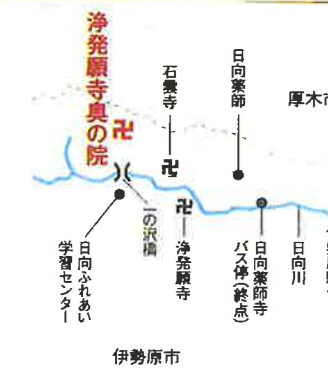 浄発願寺奥の院
石雲寺
日向薬師
厚木市
一の沢橋
浄発願寺
日向ふれあい
学習センター
日向薬師寺
バス停(終点)
日向川
伊勢原市